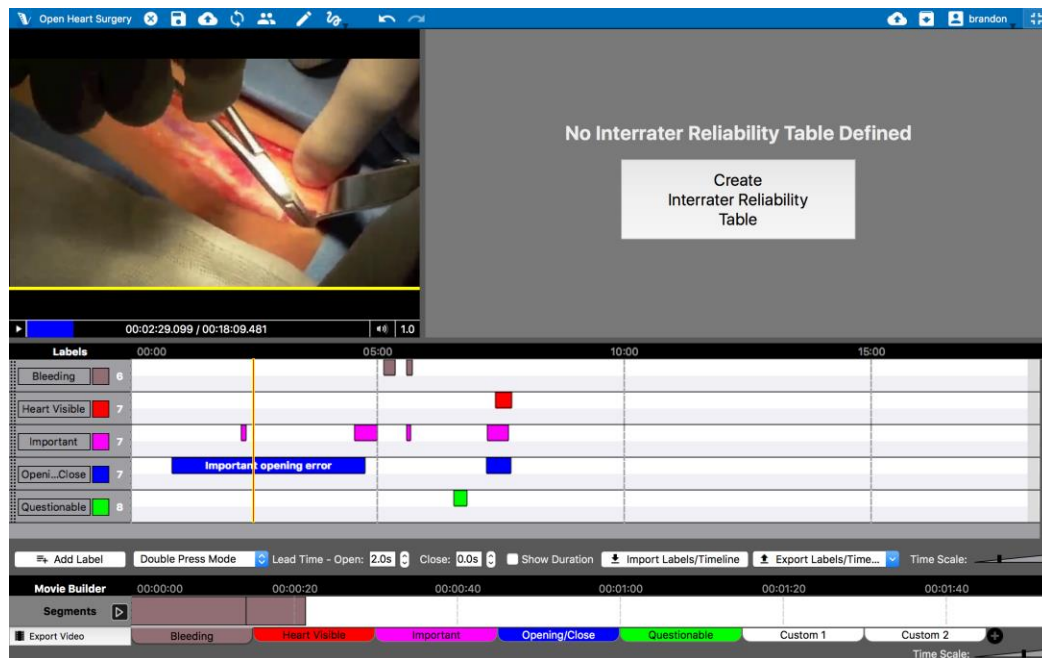 Open Heart Surgery
brandon
No Interrater Reliability Table Defined
Create
Interrater Reliability
Table
00:02:29.099 / 00:18:09.481
1.0
Labels 00:00 05:00 10:00 15:00
Bleeding 6
Heart Visible 7
Important 7
Openi...Close 7
Important opening error
Questionable 8
Add Label Double Press Mode Lead Time - Open: 2.0s Close: 0.0s Show Duration Import Labels/Timeline Export Labels/Time... Time Scale:
Movie Builder 00:00:00 00:00:20 00:00:40 00:01:00 00:01:20 00:01:40
Segments
Export Video Bleeding Heart Visible Important Opening/Close Questionable Custom 1 Custom 2
Time Scale: